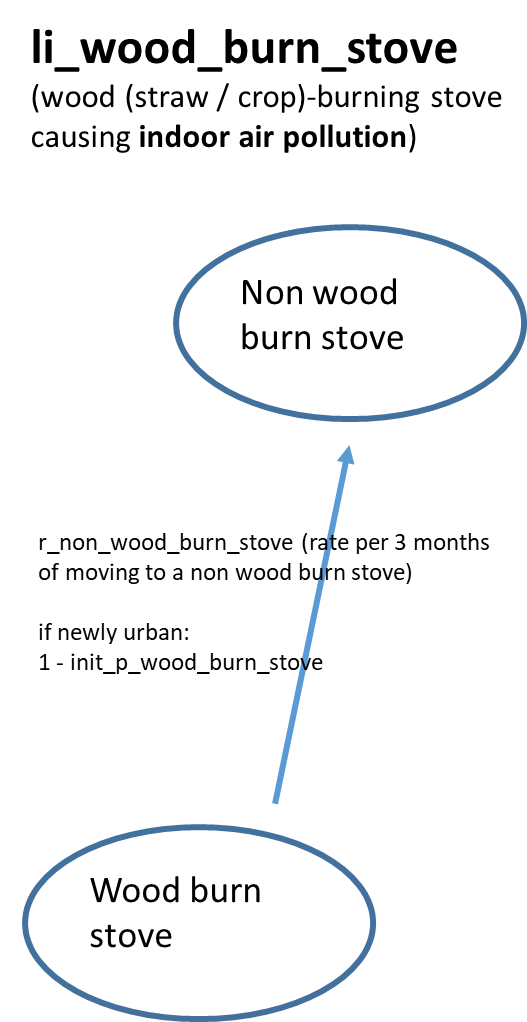 li_wood_burn_stove
(wood (straw / crop)-burning stove
causing indoor air pollution)
Non wood
burn stove
r_non_wood_burn_stove (rate per 3 months
of moving to a non wood burn stove)
if newly urban:
1 - init_p_wood_burn_stove
Wood burn
stove